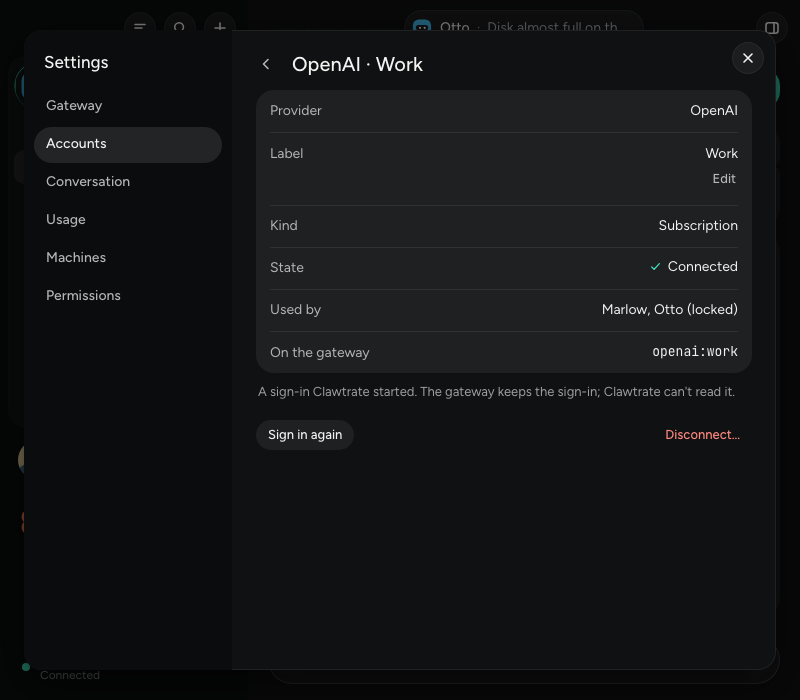 Otto · Disk almost full on th
Settings
OpenAI · Work
Gateway
Accounts
Conversation
Usage
Machines
Permissions
Provider OpenAI
Label Work
Edit
Kind Subscription
State Connected
Used by Marlow, Otto (locked)
On the gateway openai:work
A sign-in Clawtrate started. The gateway keeps the sign-in; Clawtrate can't read it.
Sign in again Disconnect…
Connected